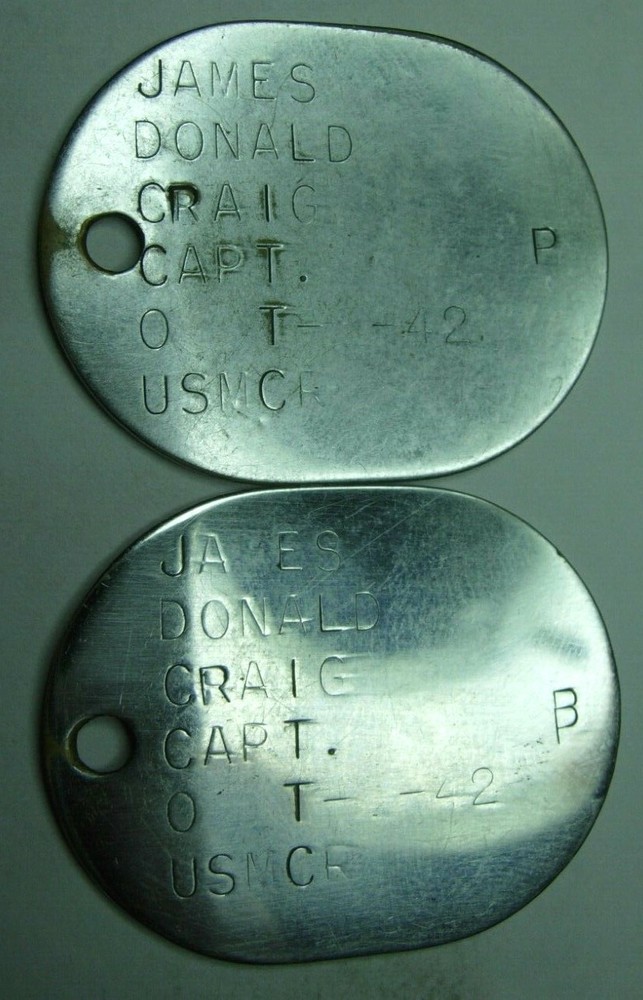 JAMES
DONALD
CRAIG
P
CAPT.
O T- -42
USMCR
JA ES
DONALD
CRAIG
B
CAPT.
O T- -42
USMCR